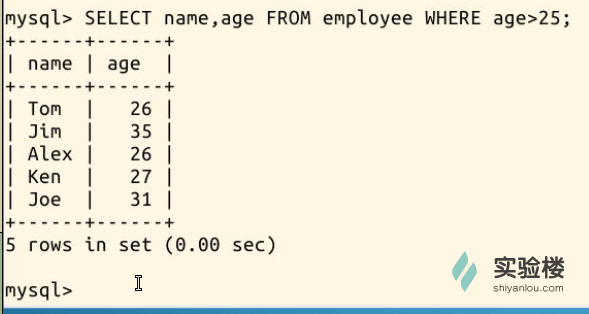 mysql> SELECT name,age FROM employee WHERE age>25;
+------+------+
| name | age  |
+------+------+
| Tom  |   26 |
| Jim  |   35 |
| Alex |   26 |
| Ken  |   27 |
| Joe  |   31 |
+------+------+
5 rows in set (0.00 sec)
mysql>
实验楼
shiyanlou.com